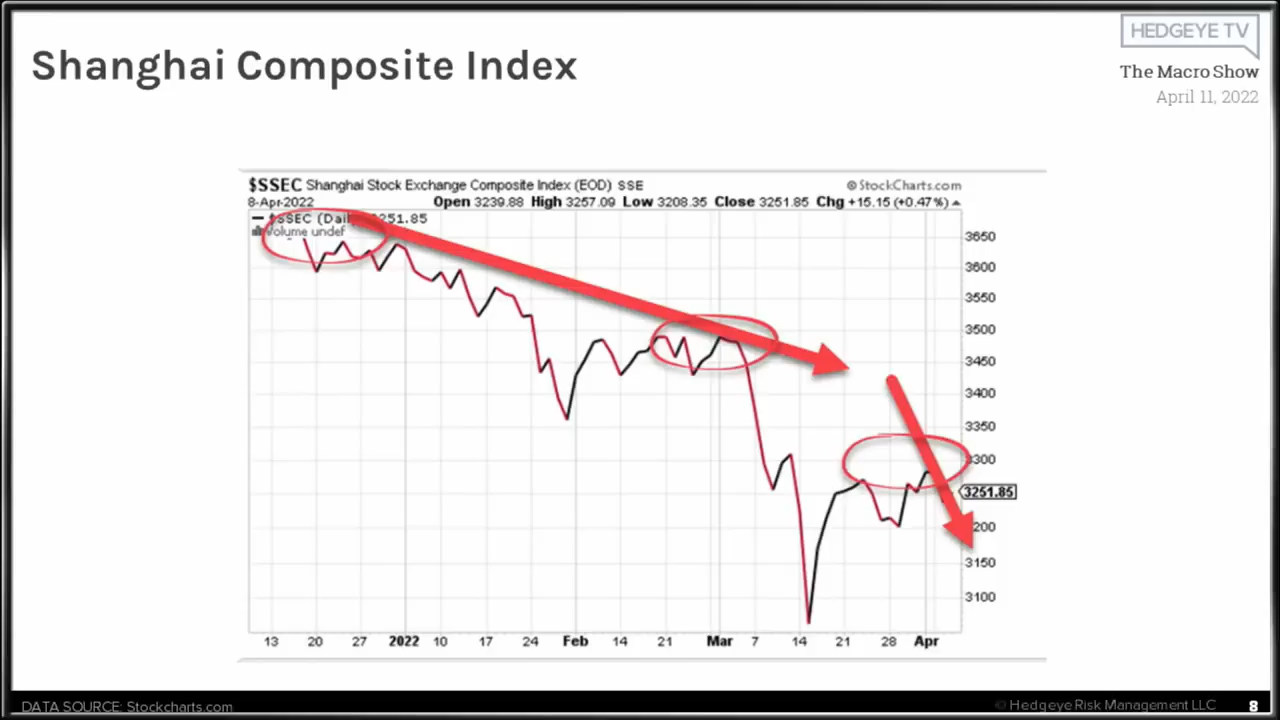 HEDGEYE TV
Shanghai Composite Index
The Macro Show
April 11, 2022
$SSEC Shanghai Stock Exchange Composite Index (EOD) SSE
© StockCharts.com
8-Apr-2022
Open 3239.88 High 3257.09 Low 3208.35 Close 3251.85 Chg +15.15 (+0.47%)
$SSEC (Daily) 3251.85
Volume undef
3650
3600
3550
3500
3450
3400
3350
3300
3251.85
200
3150
3100
13 20 27 2022 10 17 24 Feb 14 21 Mar 7 14 21 28 Apr
DATA SOURCE: Stockcharts.com
© Hedgeye Risk Management LLC 8